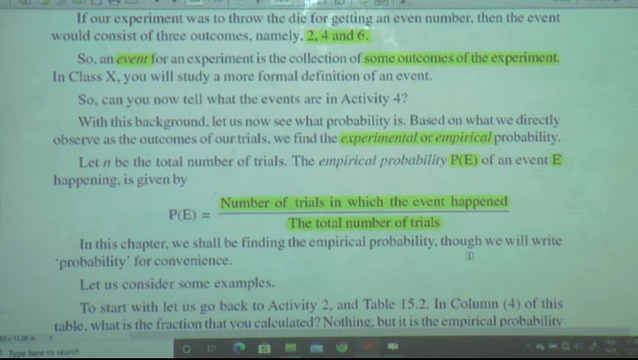 If our experiment was to throw the die for getting an even number, then the event
would consist of three outcomes, namely, 2, 4 and 6.
So, an event for an experiment is the collection of some outcomes of the experiment.
In Class X, you will study a more formal definition of an event.
So, can you now tell what the events are in Activity 4?
With this background, let us now see what probability is. Based on what we directly
observe as the outcomes of our trials, we find the experimental or empirical probability.
Let n be the total number of trials. The empirical probability P(E) of an event E
happening, is given by
P(E) = Number of trials in which the event happened
The total number of trials
In this chapter, we shall be finding the empirical probability, though we will write
'probability' for convenience.
Let us consider some examples.
To start with let us go back to Activity 2, and Table 15.2. In Column (4) of this
table, what is the fraction that you calculated? Nothing, but it is the empirical probability
Type here to search